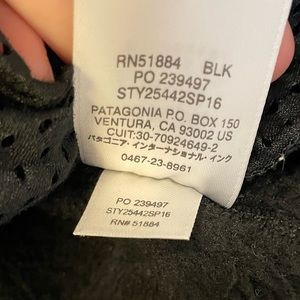 RN51884 BLK
PO 239497
STY25442SP16
PATAGONIA P.O. BOX 150
VENTURA, CA 93002 US
CUIT:30-70924649-2
パタゴニア・インターナショナル・インク
0467-23-8961
PO 239497
STY25442SP16
RN# 51884